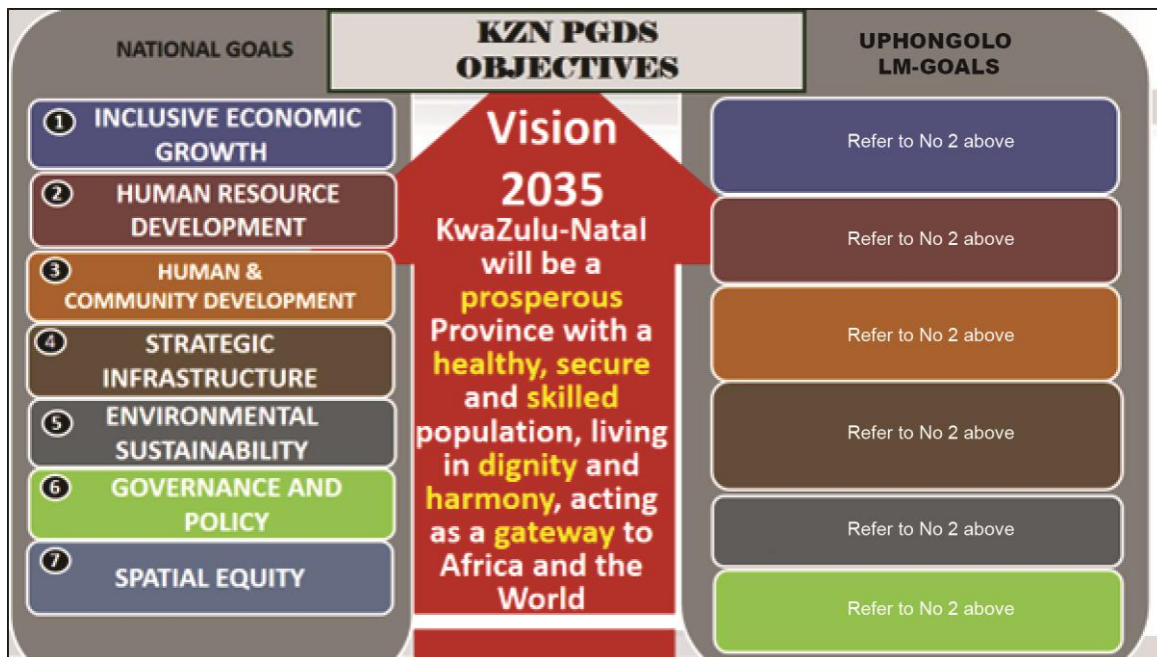 NATIONAL GOALS
KZN PGDS
OBJECTIVES
UPHONGOLO
LM-GOALS
1 INCLUSIVE ECONOMIC
GROWTH
2 HUMAN RESOURCE
DEVELOPMENT
3 HUMAN &
COMMUNITY DEVELOPMENT
4 STRATEGIC
INFRASTRUCTURE
5 ENVIRONMENTAL
SUSTAINABILITY
6 GOVERNANCE AND
POLICY
7 SPATIAL EQUITY
Vision
2035
KwaZulu-Natal
will be a
prosperous
Province with a
healthy, secure
and skilled
population, living
in dignity and
harmony, acting
as a gateway to
Africa and the
World
Refer to No 2 above
Refer to No 2 above
Refer to No 2 above
Refer to No 2 above
Refer to No 2 above
Refer to No 2 above